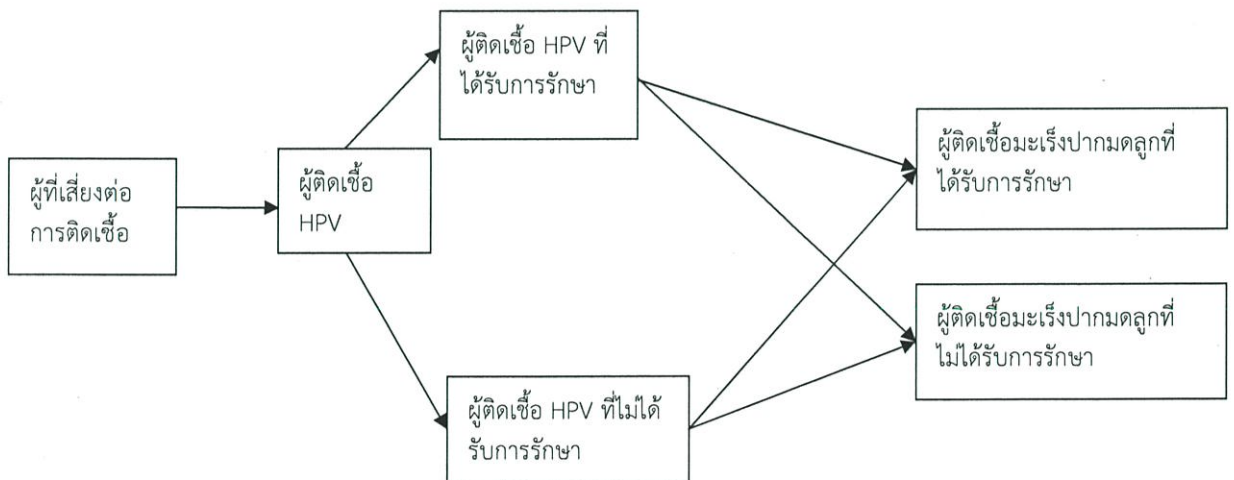 ผู้ติดเชื้อ HPV ที่
ได้รับการรักษา
ผู้ติดเชื้อมะเร็งปากมดลูกที่
ได้รับการรักษา
ผู้ที่เสี่ยงต่อ
การติดเชื้อ
ผู้ติดเชื้อ
HPV
ผู้ติดเชื้อมะเร็งปากมดลูกที่
ไม่ได้รับการรักษา
ผู้ติดเชื้อ HPV ที่ไม่ได้
รับการรักษา